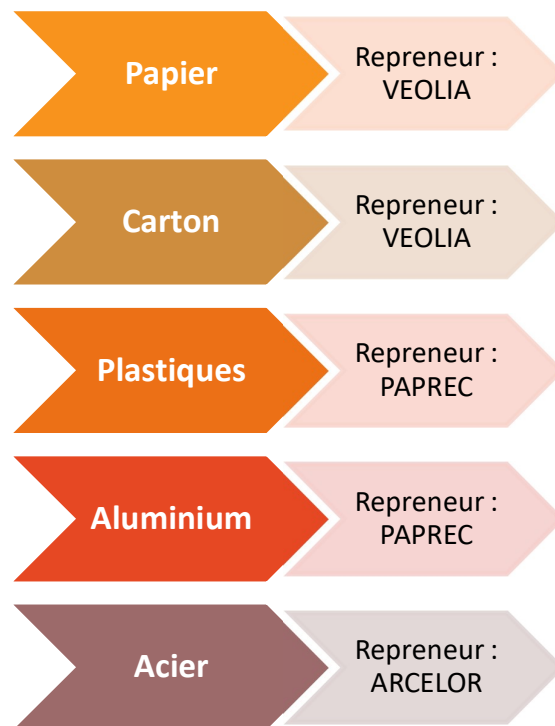 Papier
Repreneur :
VEOLIA
Carton
Repreneur :
VEOLIA
Plastiques
Repreneur :
PAPREC
Aluminium
Repreneur :
PAPREC
Acier
Repreneur :
ARCELOR